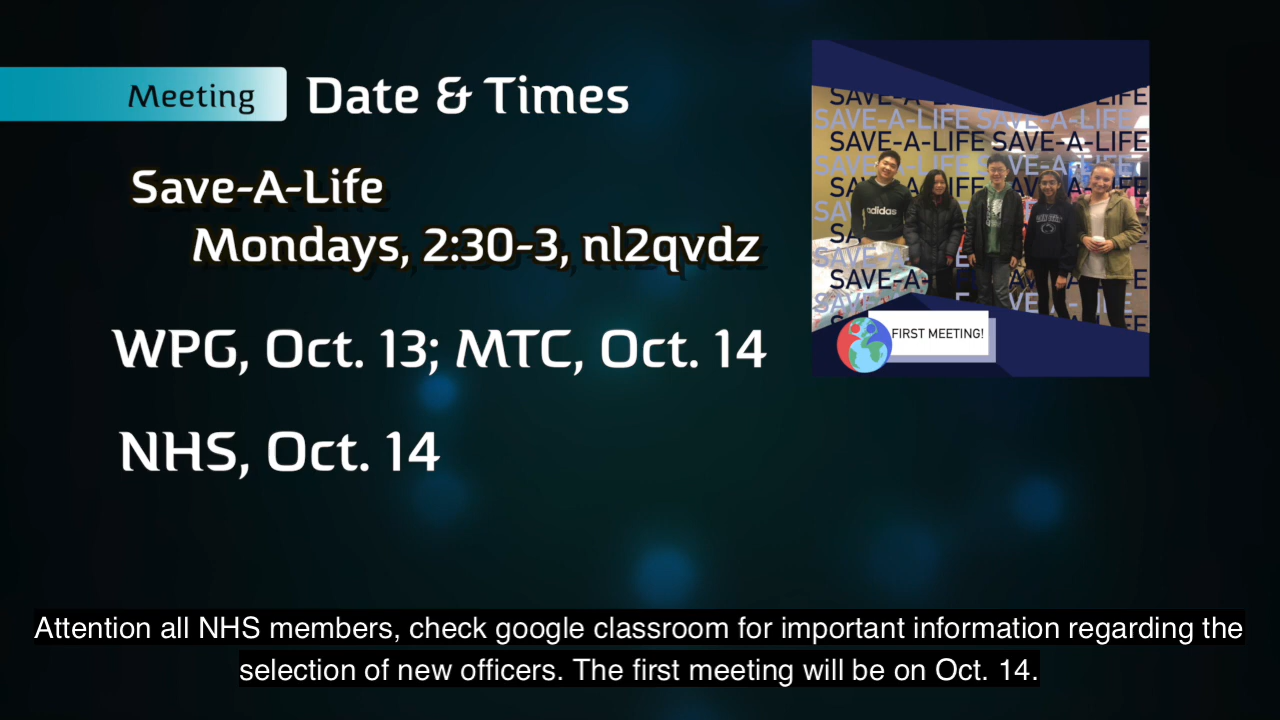 Meeting
Date & Times
Save-A-Life
Mondays, 2:30-3, nl2qvdz
WPG, Oct. 13; MTC, Oct. 14
NHS, Oct. 14
SAVE-A-LIFE SAVE-A-LIFE
SAVE-A-LIFE SAVE-A-LIFE
adidas
FIRST MEETING!
Attention all NHS members, check google classroom for important information regarding the
selection of new officers. The first meeting will be on Oct. 14.